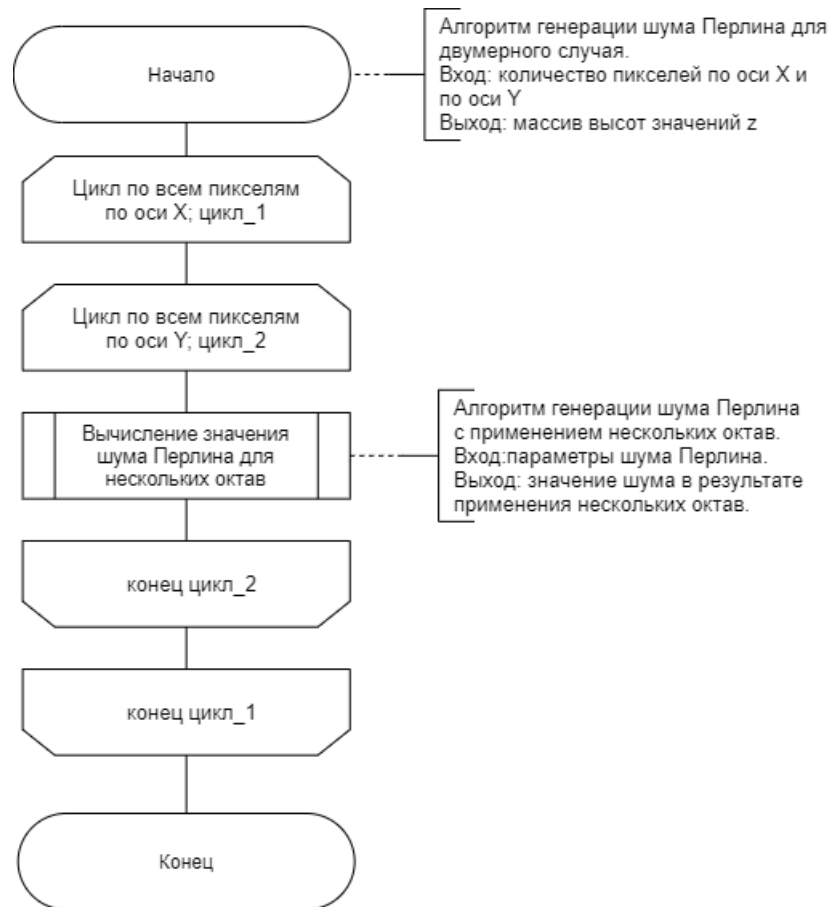 Алгоритм генерации шума Перлина для
двумерного случая.
Вход: количество пикселей по оси X и
по оси Y
Выход: массив высот значений z
Начало
Цикл по всем пикселям
по оси X; цикл_1
Цикл по всем пикселям
по оси Y; цикл_2
Вычисление значения
шума Перлина для
нескольких октав
Алгоритм генерации шума Перлина
с применением нескольких октав.
Вход:параметры шума Перлина.
Выход: значение шума в результате
применения нескольких октав.
конец цикл_2
конец цикл_1
Конец